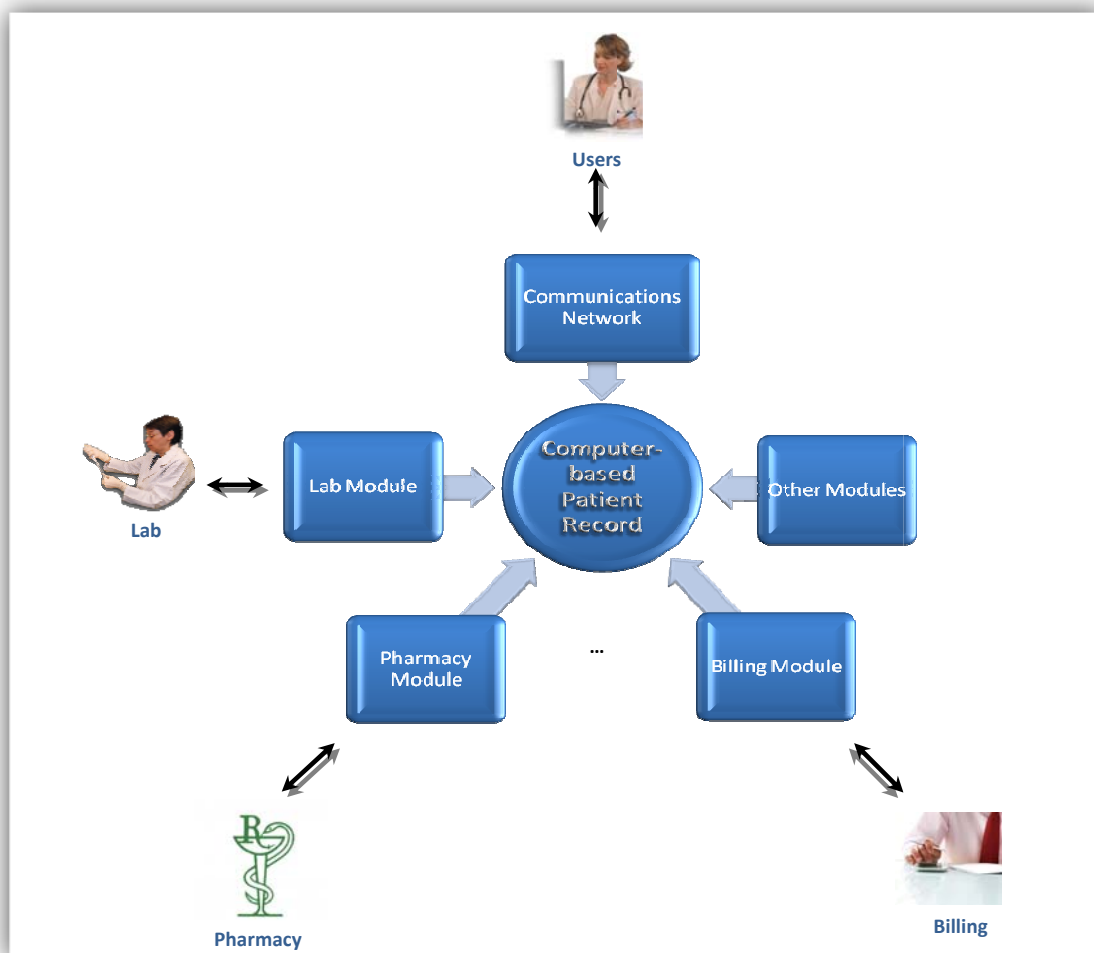 Users
Communications
Network
Computer-
based
Patient
Record
Lab Module
Other Modules
Lab
Pharmacy
Module
...
Billing Module
R
Pharmacy
Billing